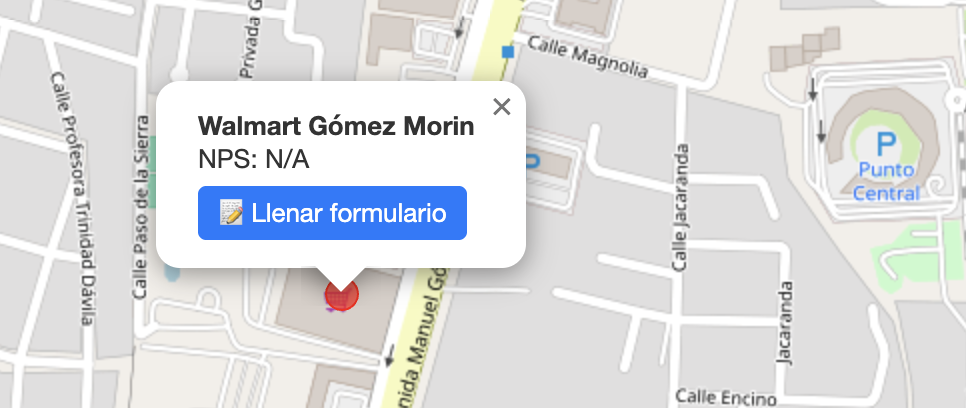 Walmart Gómez Morin
NPS: N/A
📝 Llenar formulario
×
Privada G
Calle Magnolia
Calle Profesora Trinidad Dávila
Calle Paso de la Sierra
Calle Jacaranda
P
P
Punto
Central
nida Manuel Gó
Jacaranda
Calle Encino